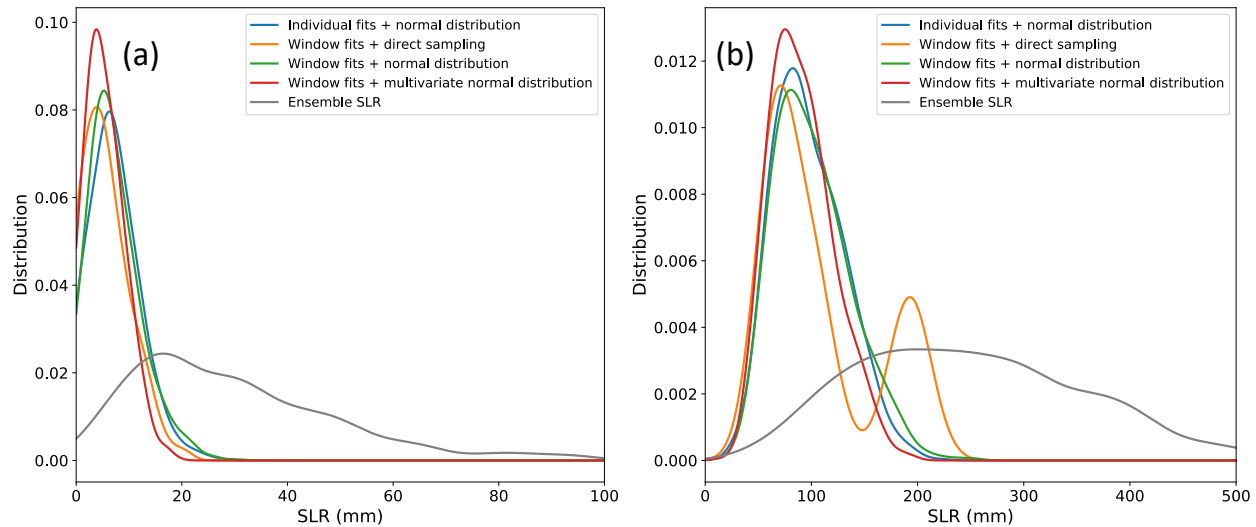 (a)
Individual fits + normal distribution
Window fits + direct sampling
Window fits + normal distribution
Window fits + multivariate normal distribution
Ensemble SLR
Distribution
0.10
0.08
0.06
0.04
0.02
0.00
0
20
40
60
80
100
SLR (mm)
(b)
Individual fits + normal distribution
Window fits + direct sampling
Window fits + normal distribution
Window fits + multivariate normal distribution
Ensemble SLR
Distribution
0.012
0.010
0.008
0.006
0.004
0.002
0.000
0
100
200
300
400
500
SLR (mm)